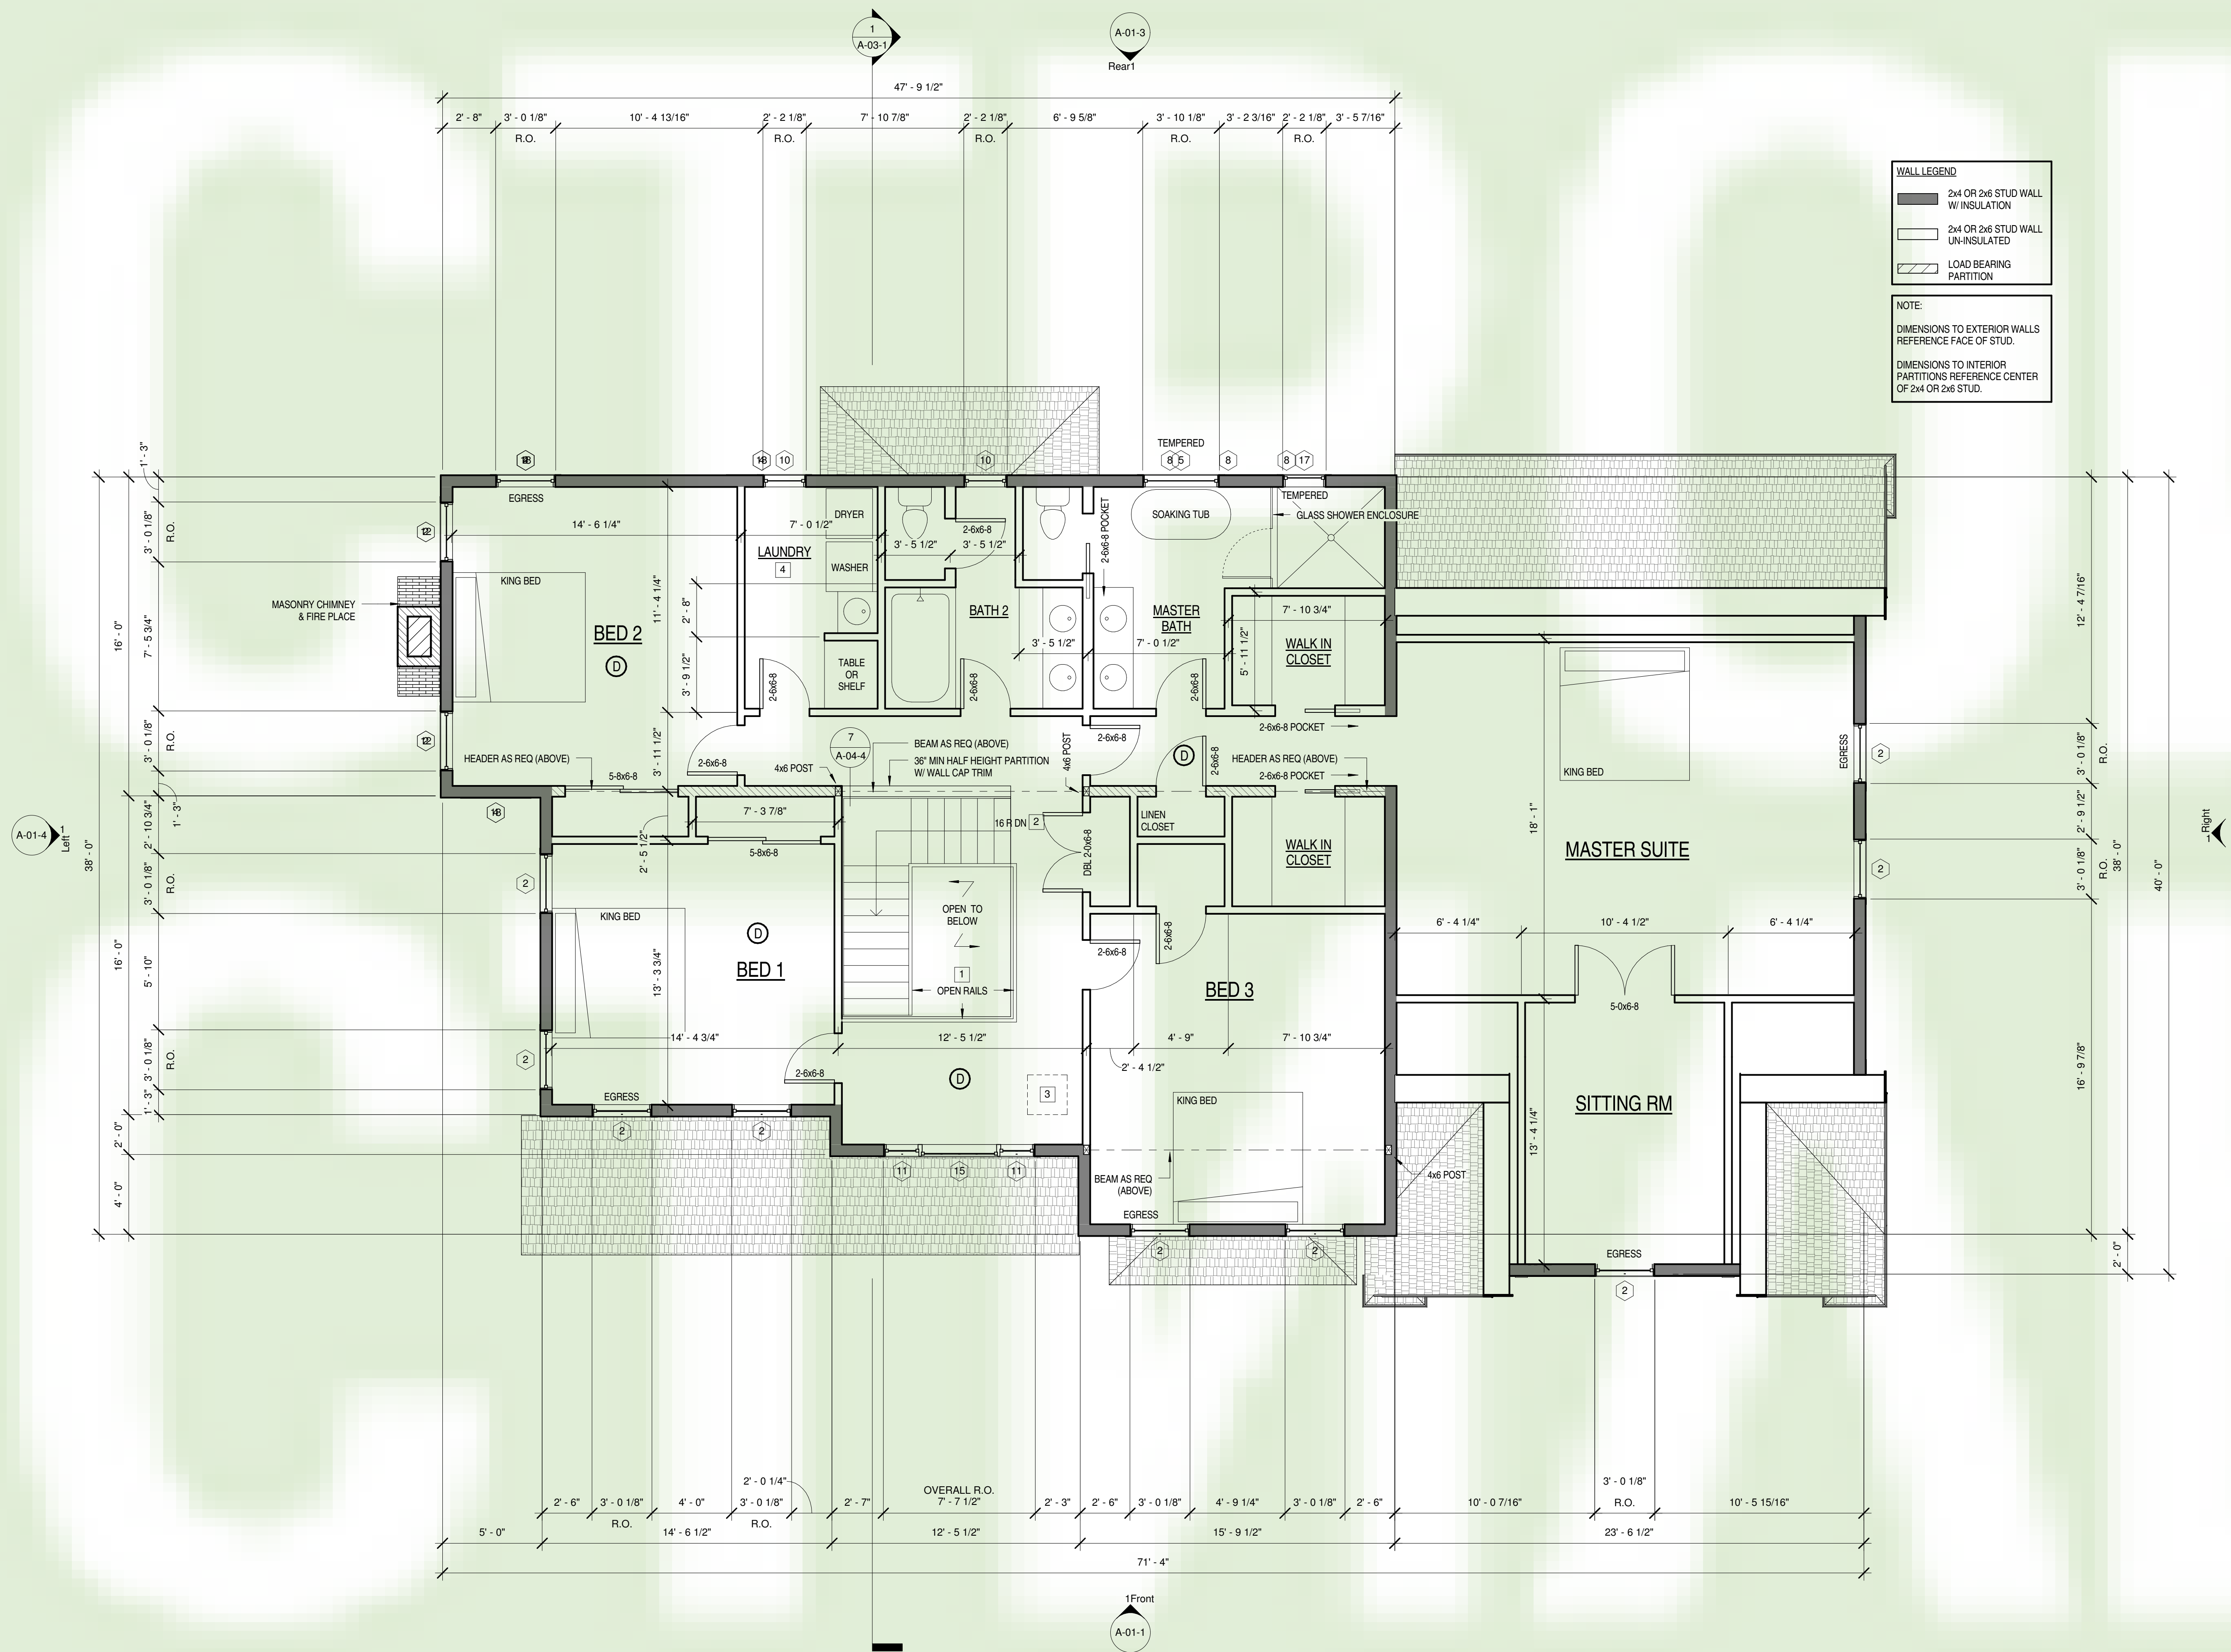 1
A-03-1
A-01-3
Rear1
47' - 9 1/2"
2' - 8"
3' - 0 1/8"
10' - 4 13/16"
2' - 2 1/8"
7' - 10 7/8"
2' - 2 1/8"
6' - 9 5/8"
3' - 10 1/8"
3' - 2 3/16"
2' - 2 1/8"
3' - 5 7/16"
R.O.
R.O.
R.O.
R.O.
R.O.
WALL LEGEND
2x4 OR 2x6 STUD WALL
W/ INSULATION
2x4 OR 2x6 STUD WALL
UN-INSULATED
LOAD BEARING
PARTITION
NOTE:
DIMENSIONS TO EXTERIOR WALLS
REFERENCE FACE OF STUD.
DIMENSIONS TO INTERIOR
PARTITIONS REFERENCE CENTER
OF 2x4 OR 2x6 STUD.
TEMPERED
10
10
8
5
8
8
17
EGRESS
TEMPERED
GLASS SHOWER ENCLOSURE
SOAKING TUB
2-6x6-8 POCKET
14' - 6 1/4"
7' - 0 1/2"
DRYER
WASHER
LAUNDRY
4
2-6x6-8
3' - 5 1/2"
3' - 5 1/2"
KING BED
BED 2
D
11' - 4 1/4"
2' - 8"
3' - 9 1/2"
3' - 11 1/2"
BATH 2
MASTER
BATH
3' - 5 1/2"
7' - 0 1/2"
7' - 10 3/4"
5' - 11 1/2"
WALK IN
CLOSET
TABLE
OR
SHELF
2-6x6-8
2-6x6-8
2-6x6-8
MASONRY CHIMNEY
& FIRE PLACE
1' - 3"
3' - 0 1/8"
R.O.
7' - 5 3/4"
3' - 0 1/8"
R.O.
1' - 3"
2' - 10 3/4"
3' - 0 1/8"
R.O.
5' - 10"
3' - 0 1/8"
R.O.
1' - 3"
16' - 0"
16' - 0"
2' - 0"
4' - 0"
38' - 0"
A-01-4
1
Left
HEADER AS REQ (ABOVE)
5-8x6-8
2-6x6-8
4x6 POST
7
A-04-4
BEAM AS REQ (ABOVE)
36" MIN HALF HEIGHT PARTITION
W/ WALL CAP TRIM
4x6 POST
2-6x6-8
D
2-6x6-8
2-6x6-8 POCKET
HEADER AS REQ (ABOVE)
2-6x6-8 POCKET
7' - 3 7/8"
5-8x6-8
2' - 5 1/2"
16 R DN
2
DBL 2-0x6-8
LINEN
CLOSET
WALK IN
CLOSET
KING BED
D
BED 1
13' - 3 3/4"
OPEN TO
BELOW
1
OPEN RAILS
2-6x6-8
2-6x6-8
BED 3
14' - 4 3/4"
12' - 5 1/2"
4' - 9"
7' - 10 3/4"
2' - 4 1/2"
2-6x6-8
D
3
EGRESS
KING BED
BEAM AS REQ
(ABOVE)
EGRESS
4x6 POST
2
2
2
2
11
15
11
2
2
KING BED
EGRESS
18' - 1"
MASTER SUITE
6' - 4 1/4"
10' - 4 1/2"
6' - 4 1/4"
5-0x6-8
SITTING RM
13' - 4 1/4"
EGRESS
2
2
2
12' - 4 7/16"
3' - 0 1/8"
R.O.
2' - 9 1/2"
3' - 0 1/8"
R.O.
16' - 9 7/8"
38' - 0"
2' - 0"
40' - 0"
Right
1
2' - 0 1/4"
2' - 6"
3' - 0 1/8"
R.O.
4' - 0"
3' - 0 1/8"
R.O.
2' - 7"
OVERALL R.O.
7' - 7 1/2"
2' - 3"
2' - 6"
3' - 0 1/8"
4' - 9 1/4"
3' - 0 1/8"
2' - 6"
10' - 0 7/16"
3' - 0 1/8"
R.O.
10' - 5 15/16"
5' - 0"
14' - 6 1/2"
12' - 5 1/2"
15' - 9 1/2"
23' - 6 1/2"
71' - 4"
1Front
A-01-1